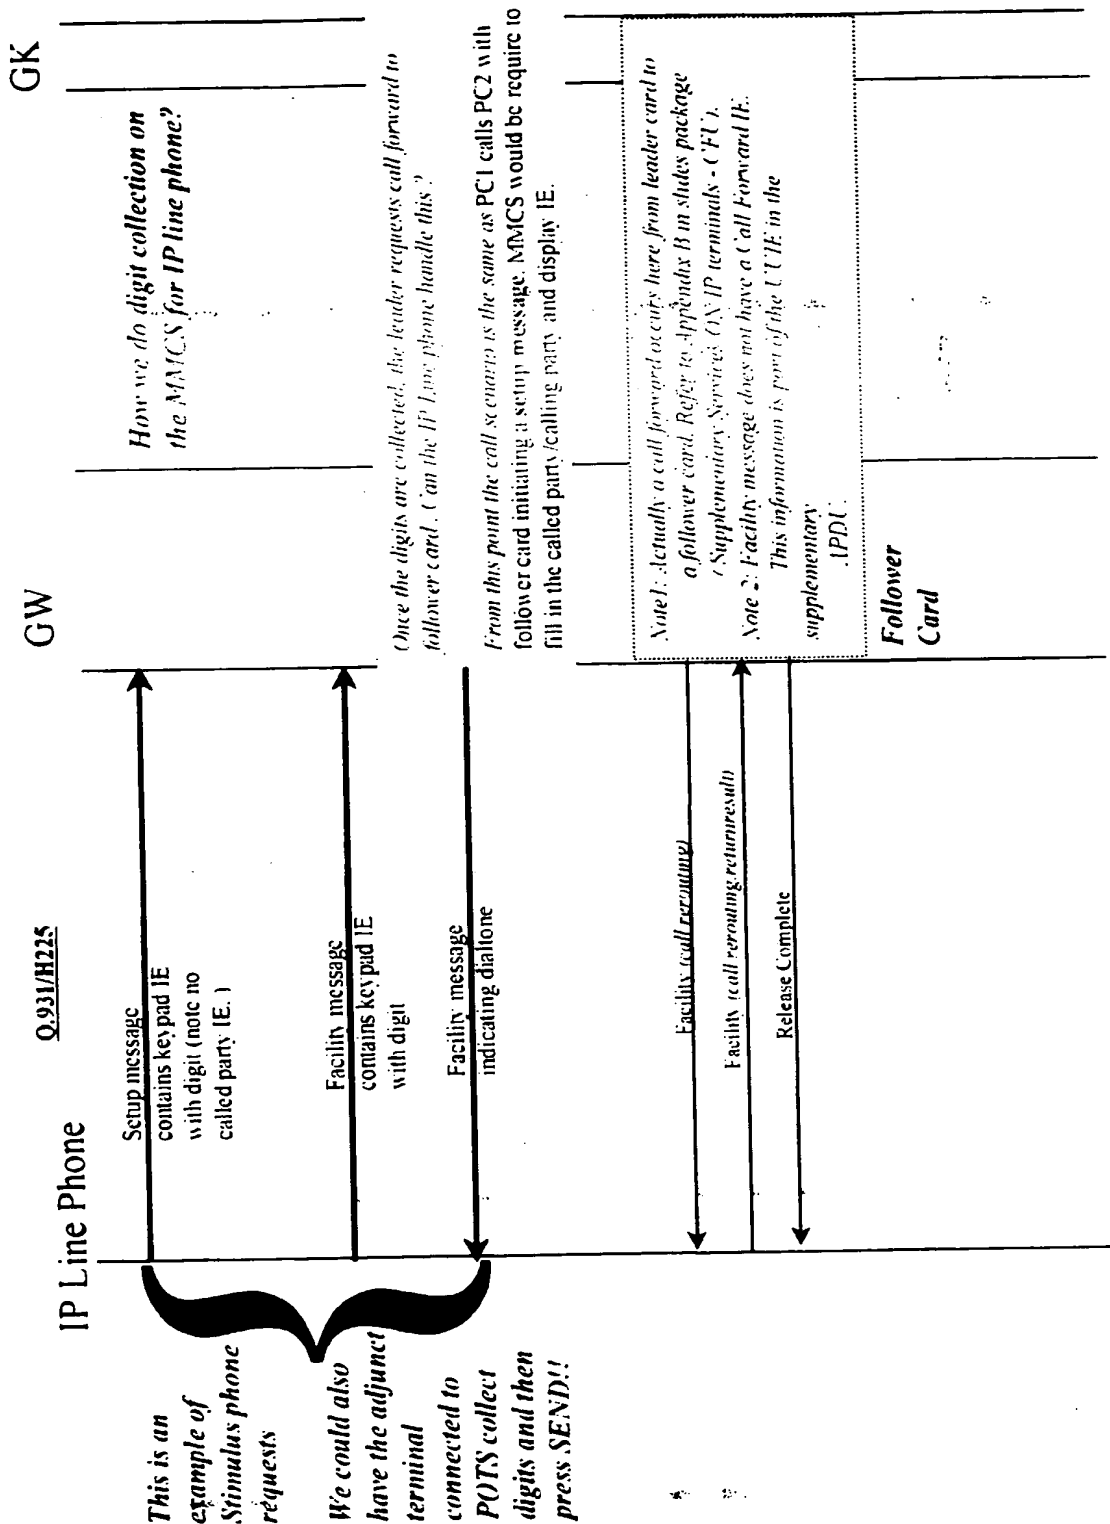 IP Line Phone
GW
GK
Q.931/H225
This is an
example of
Stimulus phone
requests
We could also
have the adjunct
terminal
connected to
POTS collect
digits and then
press SEND!!
Setup message
contains keypad IE
with digit (note no
called party IE. )
Facility message
contains keypad IE
with digit
Facility message
indicating dialtone
Facility (call rerouting)
Facility (call rerouting.returnresult)
Release Complete
How we do digit collection on
the MMCS for IP line phone?
Once the digits are collected, the leader requests call forward to
follower card. Can the IP Line phone handle this ?
From this point the call scenario is the same as PC1 calls PC2 with
follower card initiating a setup message. MMCS would be require to
fill in the called party/calling party and display IE.
Note1: Actually a call forward occurs here from leader card to
a follower card. Refer to Appendix B in slides package
( Supplementary Services ON IP terminals - CFU).
Note 2: Facility message does not have a Call Forward IE.
This information is part of the UUIE in the
supplementary
APDU.
Follower
Card